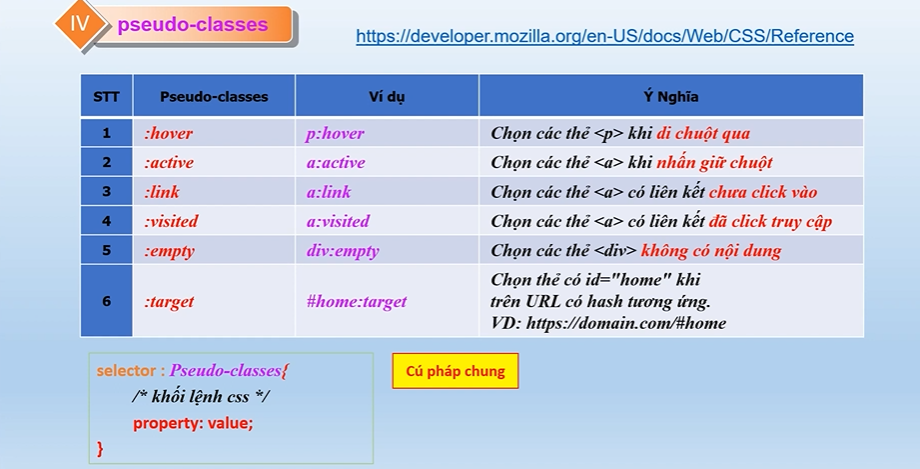 IV pseudo-classes
https://developer.mozilla.org/en-US/docs/Web/CSS/Reference
STT Pseudo-classes Ví dụ Ý Nghĩa
1 :hover p:hover Chọn các thẻ <p> khi di chuột qua
2 :active a:active Chọn các thẻ <a> khi nhấn giữ chuột
3 :link a:link Chọn các thẻ <a> có liên kết chưa click vào
4 :visited a:visited Chọn các thẻ <a> có liên kết đã click truy cập
5 :empty div:empty Chọn các thẻ <div> không có nội dung
6 :target #home:target Chọn thẻ có id="home" khi
trên URL có hash tương ứng.
VD: https://domain.com/#home
selector : Pseudo-classes{
/* khối lệnh css */
property: value;
}
Cú pháp chung